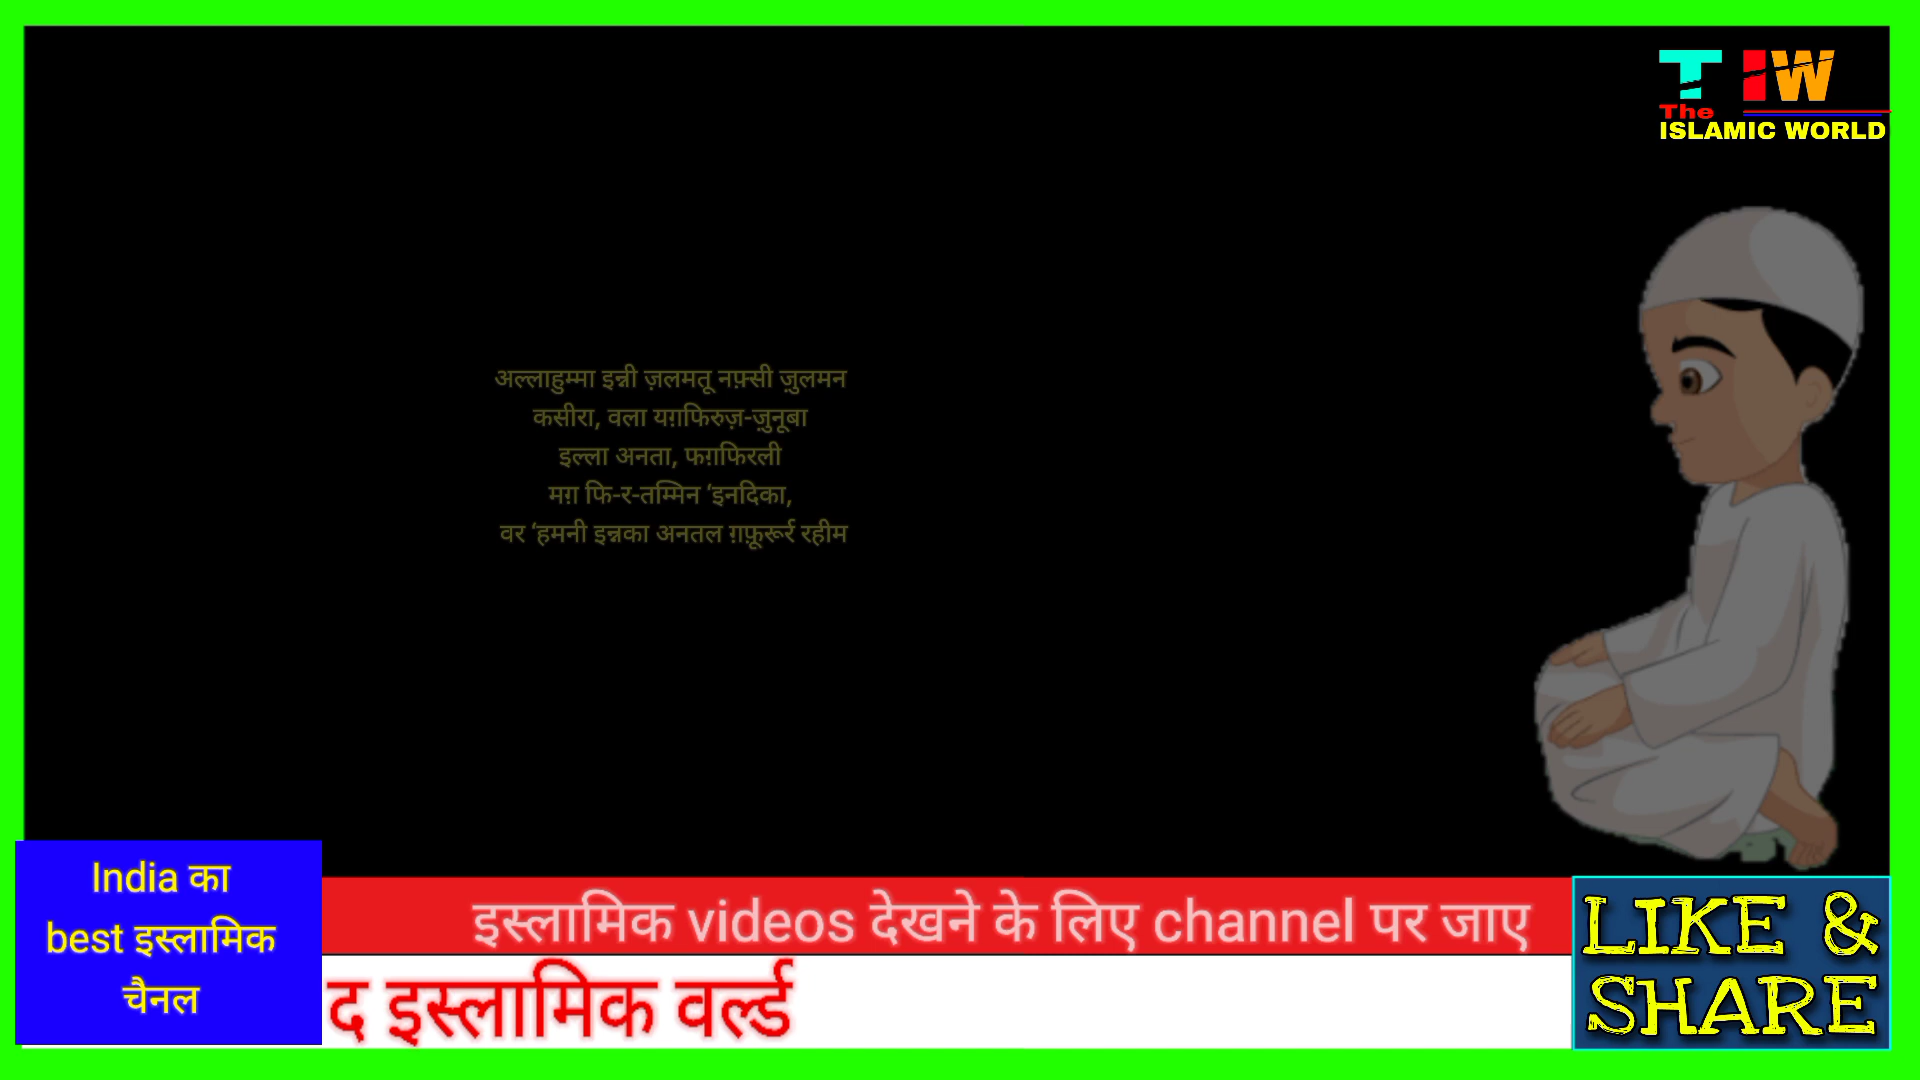 T IW
The
ISLAMIC WORLD
अल्लाहुम्मा इन्नी ज़लमतू नफ़्सी ज़ुलमन
कसीरा, वला यग़फिरुज़-ज़ुनूबा
इल्ला अनता, फग़फिरली
मग़ फि-र-तम्मिन ‘इनदिका,
वर ‘हमनी इन्नका अनतल ग़फ़ूरूर्र रहीम
India का
best इस्लामिक
चैनल
इस्लामिक videos देखने के लिए channel पर जाए
द इस्लामिक वर्ल्ड
LIKE &
SHARE